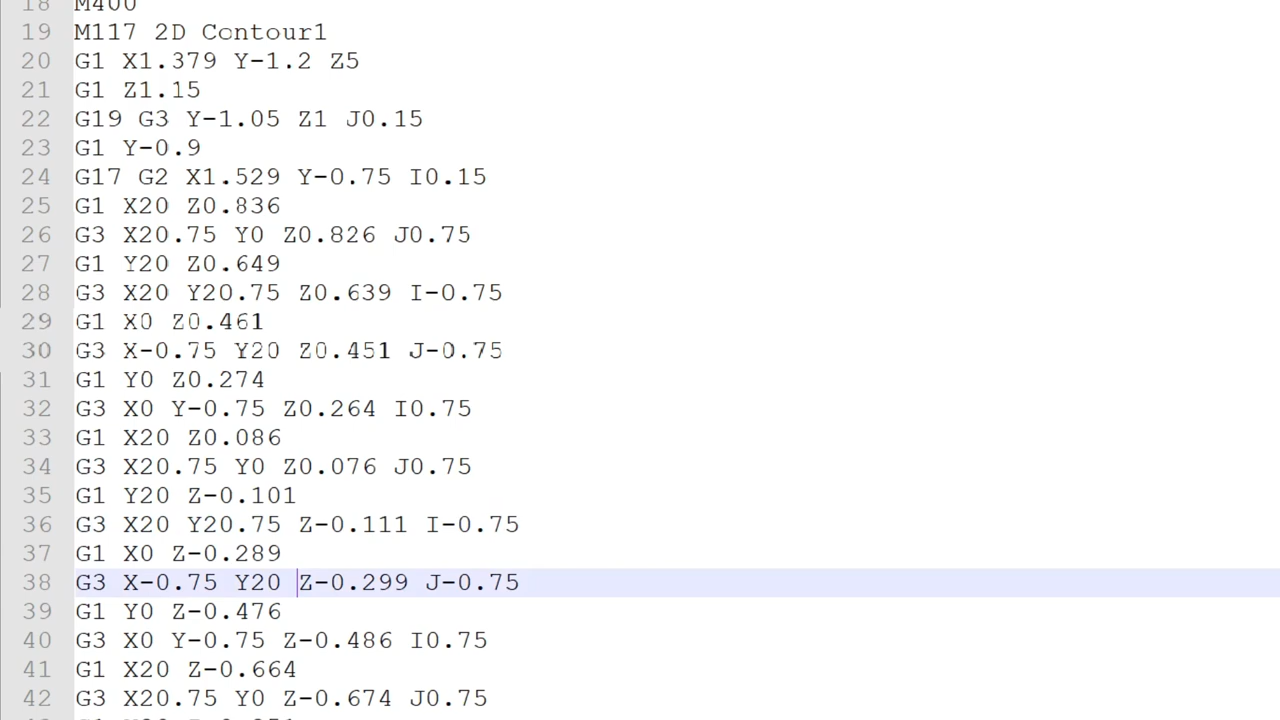 18 M400
19 M117 2D Contour1
20 G1 X1.379 Y-1.2 Z5
21 G1 Z1.15
22 G19 G3 Y-1.05 Z1 J0.15
23 G1 Y-0.9
24 G17 G2 X1.529 Y-0.75 I0.15
25 G1 X20 Z0.836
26 G3 X20.75 Y0 Z0.826 J0.75
27 G1 Y20 Z0.649
28 G3 X20 Y20.75 Z0.639 I-0.75
29 G1 X0 Z0.461
30 G3 X-0.75 Y20 Z0.451 J-0.75
31 G1 Y0 Z0.274
32 G3 X0 Y-0.75 Z0.264 I0.75
33 G1 X20 Z0.086
34 G3 X20.75 Y0 Z0.076 J0.75
35 G1 Y20 Z-0.101
36 G3 X20 Y20.75 Z-0.111 I-0.75
37 G1 X0 Z-0.289
38 G3 X-0.75 Y20 Z-0.299 J-0.75
39 G1 Y0 Z-0.476
40 G3 X0 Y-0.75 Z-0.486 I0.75
41 G1 X20 Z-0.664
42 G3 X20.75 Y0 Z-0.674 J0.75